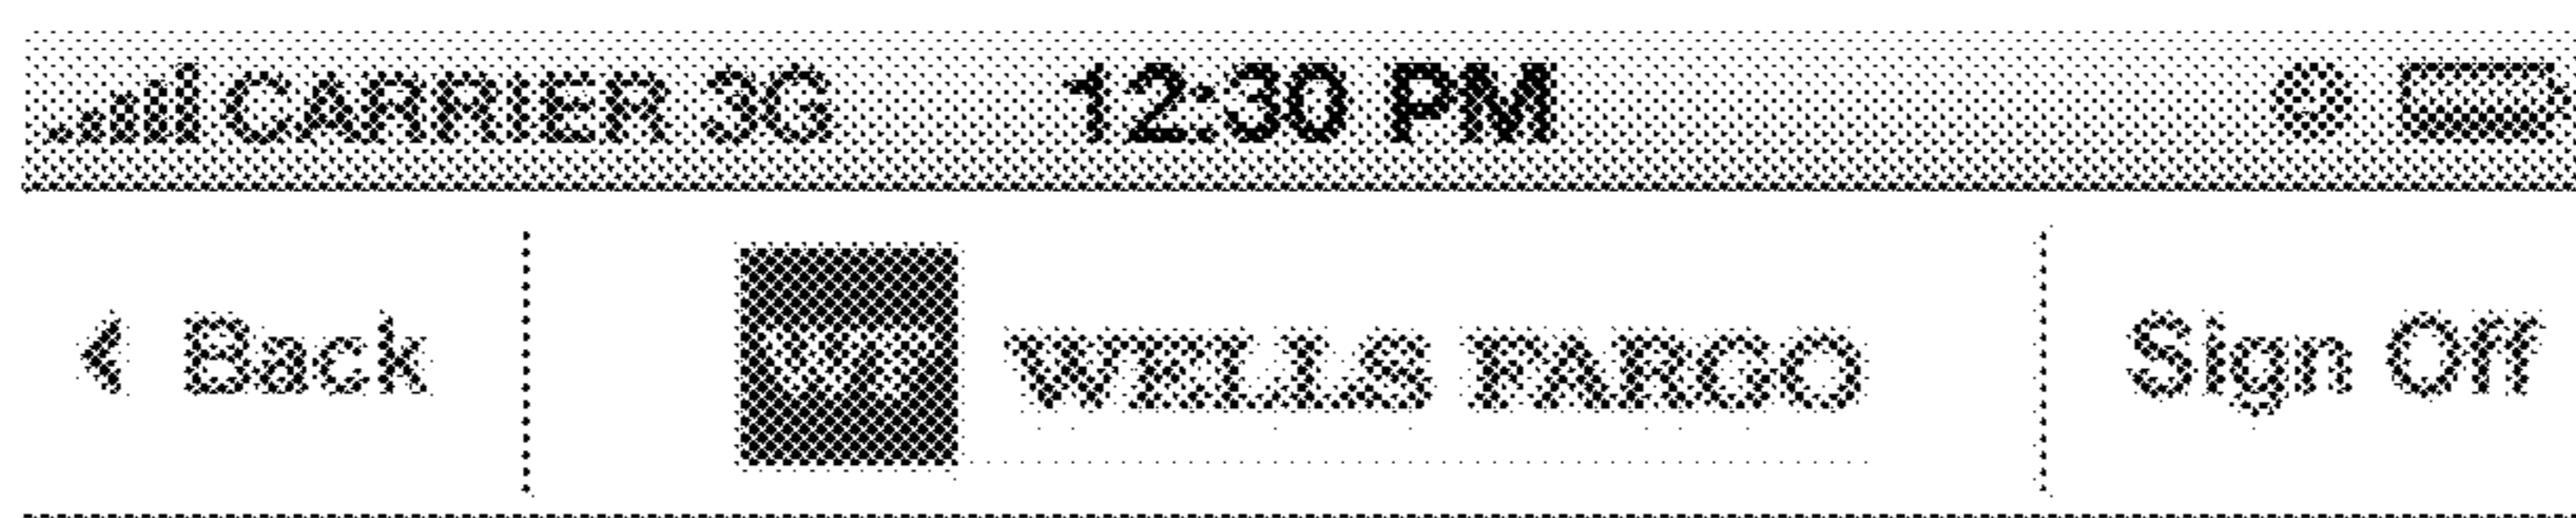 CARRIER 3G 12:30 PM
Back WELLS FARGO Sign Off